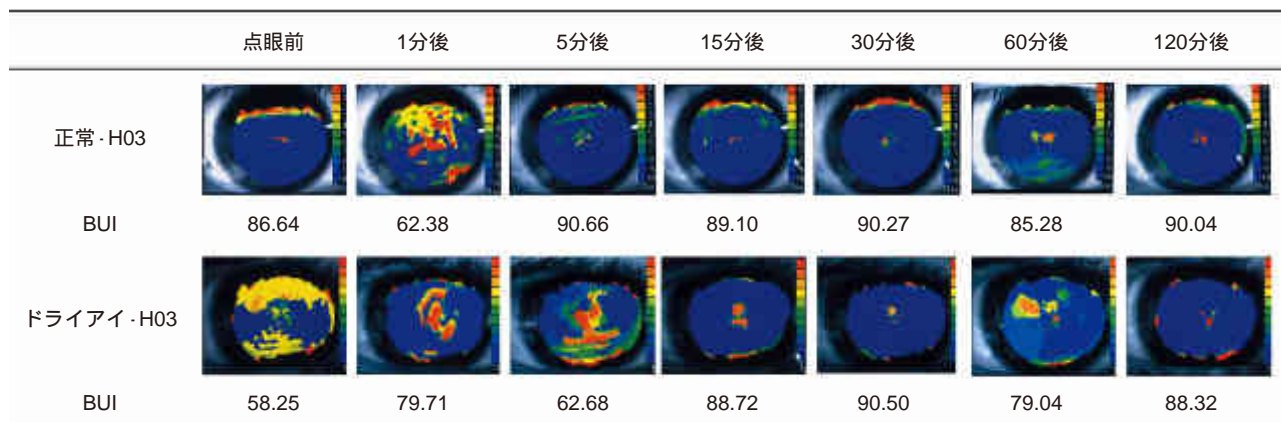 点眼前 1分後 5分後 15分後 30分後 60分後 120分後
正常・H03
BUI 86.64 62.38 90.66 89.10 90.27 85.28 90.04
ドライアイ・H03
BUI 58.25 79.71 62.68 88.72 90.50 79.04 88.32